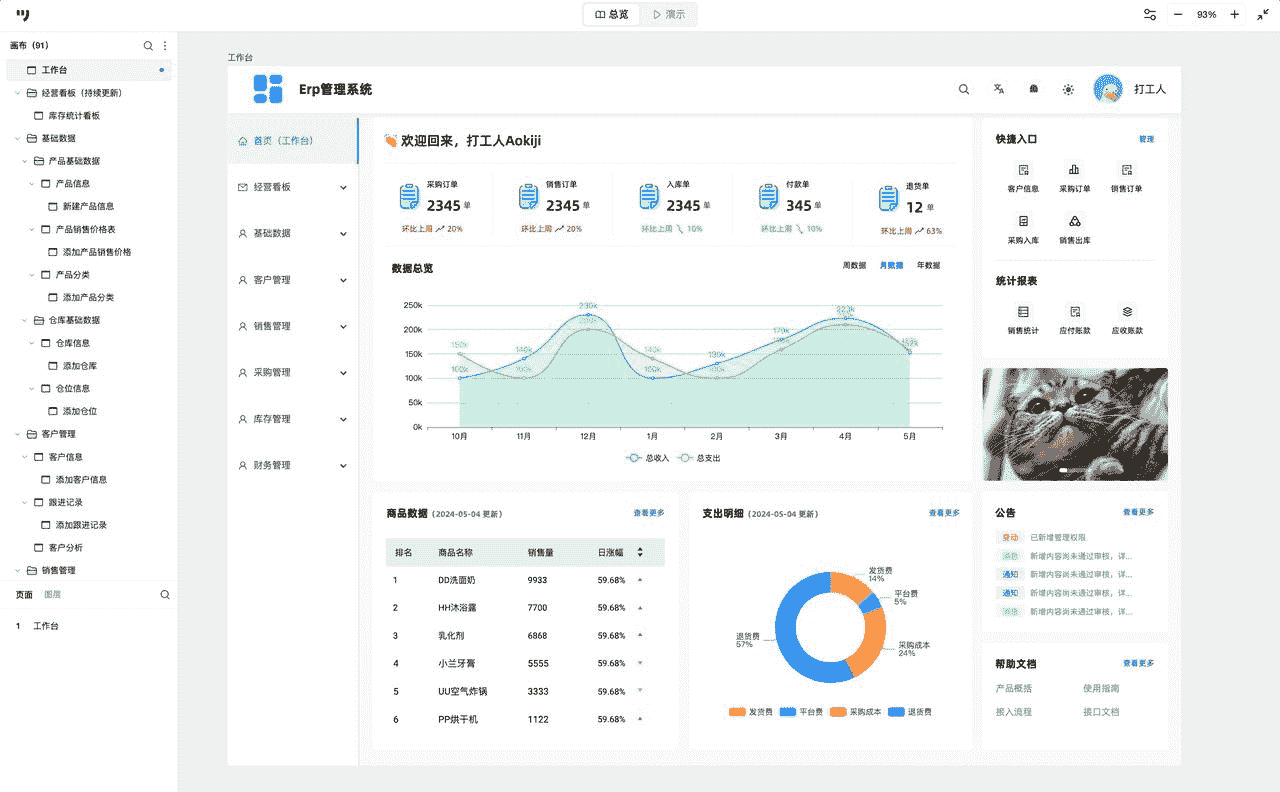 总览
演示
93%
画布（91）
工作台
经营看板（持续更新）
库存统计看板
基础数据
产品基础数据
产品信息
新建产品信息
产品销售价格表
添加产品销售价格
产品分类
添加产品分类
仓库基础数据
仓库信息
添加仓库
仓位信息
添加仓位
客户管理
客户信息
添加客户信息
跟进记录
添加跟进记录
客户分析
销售管理
页面 图层
1 工作台
工作台
Erp管理系统
打工人
首页（工作台）
经营看板
基础数据
客户管理
销售管理
采购管理
库存管理
财务管理
欢迎回来，打工人Aokiji
采购订单
2345 单
环比上周 20%
销售订单
2345 单
环比上周 20%
入库单
2345 单
环比上周 10%
付款单
345 单
环比上周 10%
退货单
12 单
环比上周 63%
数据总览
周数据 月数据 年数据
250k
200k
150k
100k
50k
0k
150k
100k
140k
100k
230k
140k
100k
130k
100k
10月 11月 12月 1月 2月 3月 4月 5月
总收入 总支出
快捷入口 管理
客户信息 采购订单 销售订单
采购入库 销售出库
统计报表
销售统计 应付账款 应收账款
商品数据（2024-05-04 更新） 查看更多
排名 商品名称 销售量 日涨幅
1 DD洗面奶 9933 59.68%
2 HH沐浴露 7700 59.68%
3 乳化剂 6868 59.68%
4 小兰牙膏 5555 59.68%
5 UU空气炸锅 3333 59.68%
6 PP烘干机 1122 59.68%
支出明细（2024-05-04 更新） 查看更多
发货费
14%
平台费
5%
采购成本
24%
退货费
57%
发货费 平台费 采购成本 退货费
公告 查看更多
变动 已新增管理权限
消息 新增内容尚未通过审核，详...
通知 新增内容尚未通过审核，详...
通知 新增内容尚未通过审核，详...
消息 新增内容尚未通过审核，详...
帮助文档 查看更多
产品概括 使用指南
接入流程 接口文档